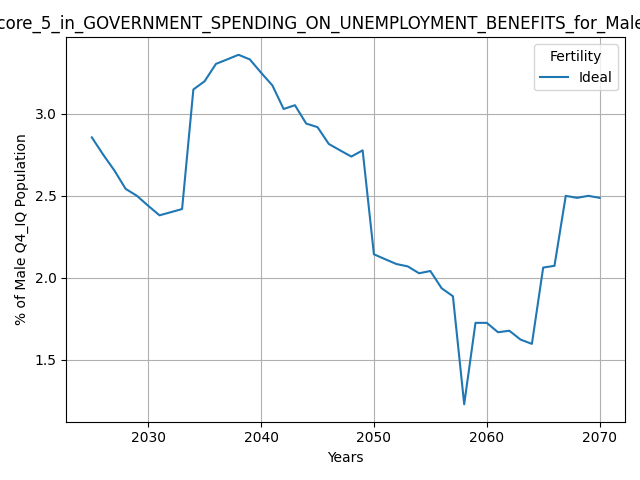 core_5_in_GOVERNMENT_SPENDING_ON_UNEMPLOYMENT_BENEFITS_for_Male
Fertility
Ideal
% of Male Q4_IQ Population
3.0
2.5
2.0
1.5
2030 2040 2050 2060 2070
Years